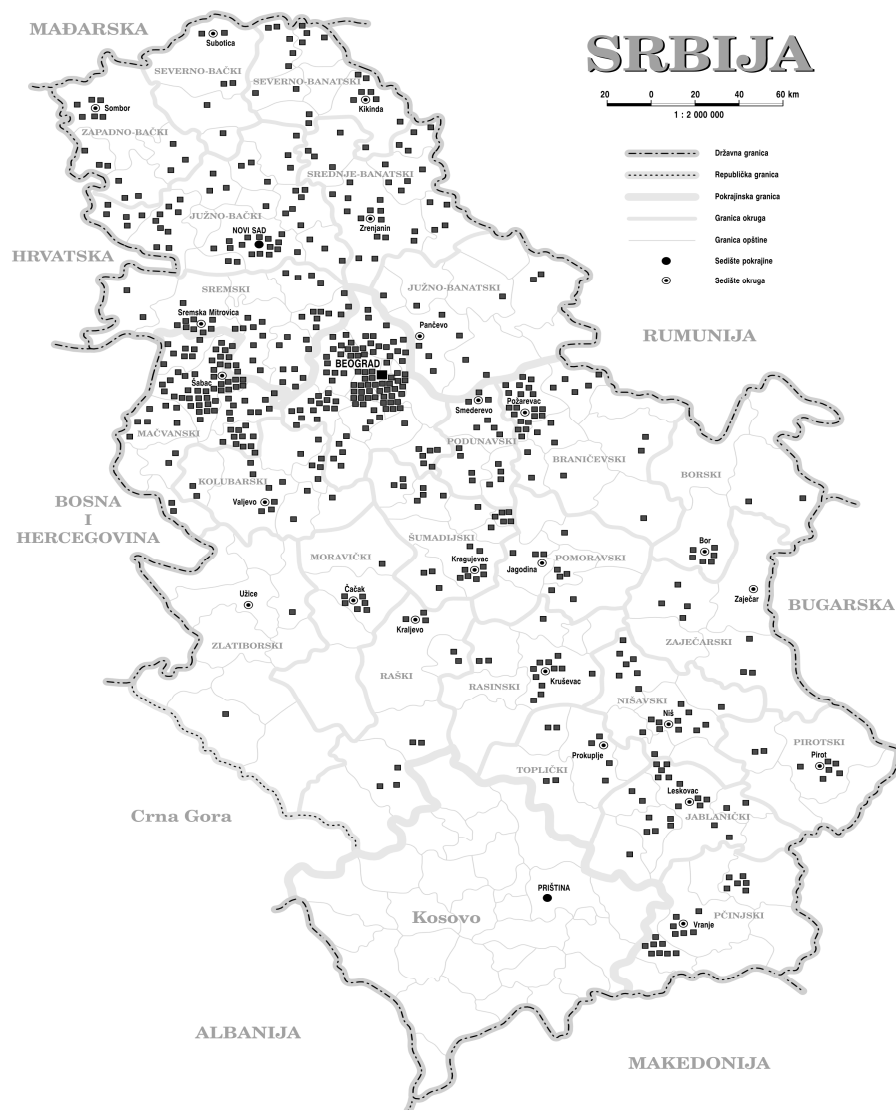 MAĐARSKA
SRBIJA
Subotica
SEVERNO-BAČKI
SEVERNO-BANATSKI
20 0 20 40 60 km
1 : 2 000 000
Sombor
Kikinda
ZAPADNO-BAČKI
Državna granica
SREDNJE-BANATSKI
Republička granica
Pokrajinska granica
JUŽNO-BAČKI
Granica okruga
NOVI SAD
Zrenjanin
Granica opštine
HRVATSKA
Sedište pokrajine
Sedište okruga
SREMSKI
JUŽNO-BANATSKI
Sremska Mitrovica
Pančevo
RUMUNIJA
BEOGRAD
Šabac
Smederevo
Požarevac
MAČVANSKI
PODUNAVSKI
BRANIČEVSKI
BORSKI
KOLUBARSKI
Valjevo
BOSNA
I
HERCEGOVINA
ŠUMADIJSKI
Bor
MORAVIČKI
Kragujevac
Jagodina
POMORAVSKI
Užice
Čačak
Zaječar
BUGARSKA
Kraljevo
ZLATIBORSKI
ZAJEČARSKI
RAŠKI
RASINSKI
Kruševac
NIŠAVSKI
Niš
Prokuplje
PIROTSKI
Pirot
TOPLIČKI
Leskovac
Crna Gora
JABLANIČKI
PRIŠTINA
Kosovo
PČINJSKI
Vranje
ALBANIJA
MAKEDONIJA